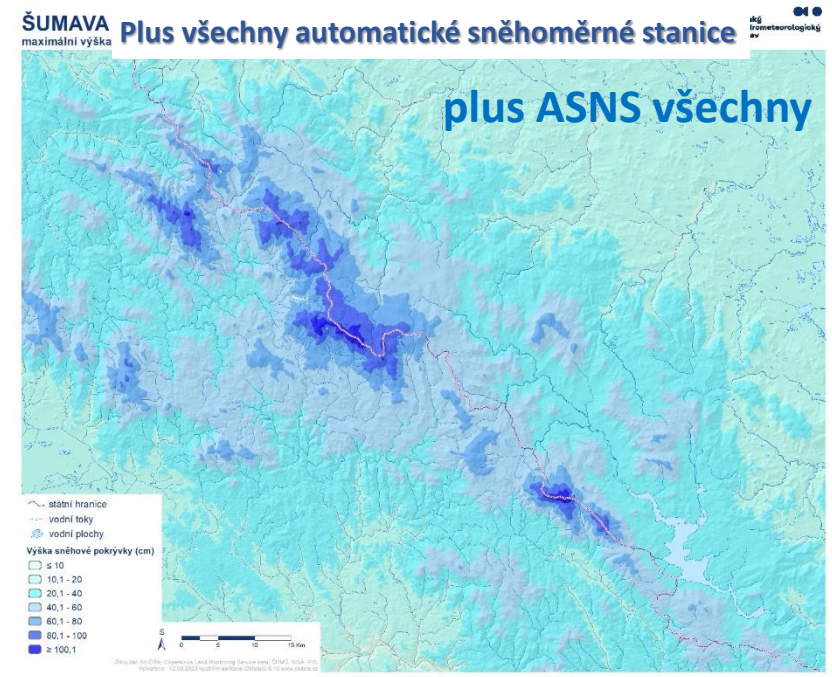 ŠUMAVA
maximální výška
Plus všechny automatické sněhoměrné stanice
plus ASNS všechny
státní hranice
vodní toky
vodní plochy
Výška sněhové pokrývky (cm)
≤ 10
10,1 - 20
20,1 - 40
40,1 - 60
60,1 - 80
80,1 - 100
≥ 100,1
S
0 5 10 15 Km